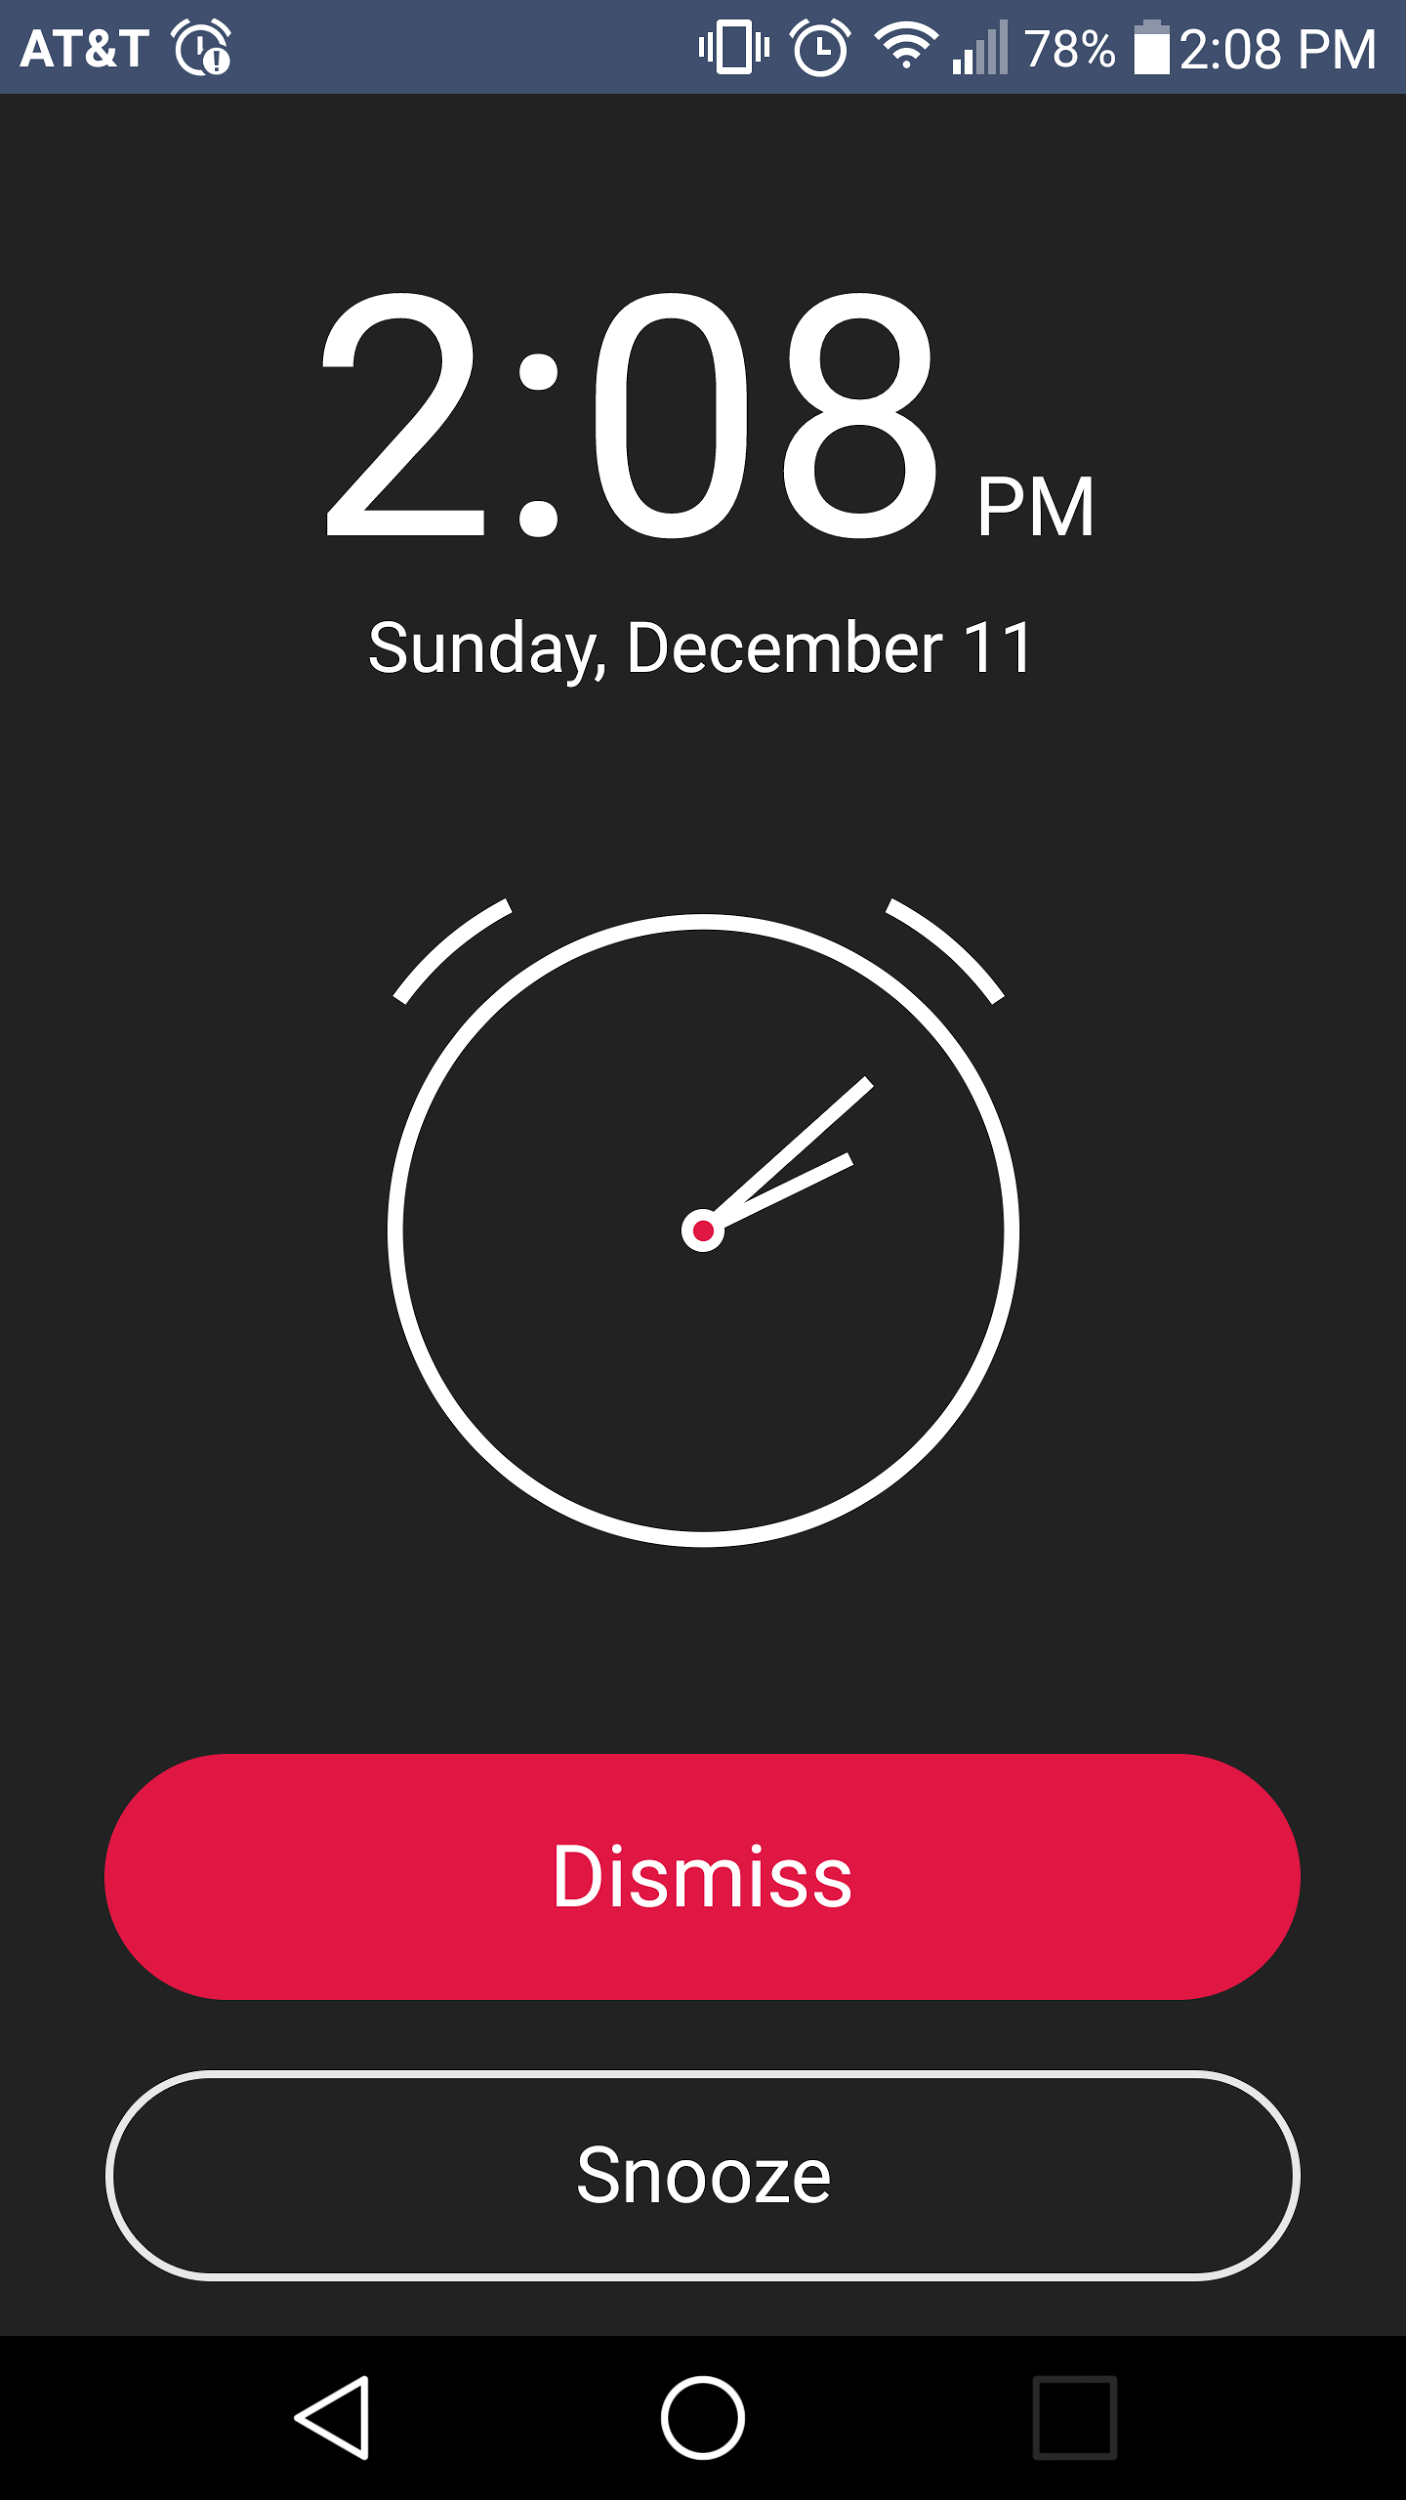 AT&T 78% 2:08 PM
2:08 PM
Sunday, December 11
Dismiss
Snooze